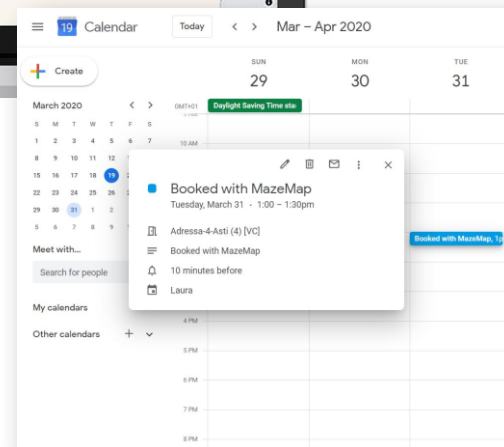 19 Calendar Today Mar – Apr 2020
Create
March 2020
S M T W T F S
1 2 3 4 5 6 7
8 9 10 11 12
15 16 17 18 19
22 23 24 25 26
29 30 31 1 2
5 6 7 8 9
Meet with...
Search for people
My calendars
Other calendars
SUN MON TUE
29 30 31
GMT+01 Daylight Saving Time sta
10 AM
Booked with MazeMap
Tuesday, March 31 · 1:00 – 1:30pm
Adressa-4-Asti (4) [VC]
Booked with MazeMap
10 minutes before
Laura
Booked with MazeMap, 1p
4 PM
5 PM
6 PM
7 PM
8 PM